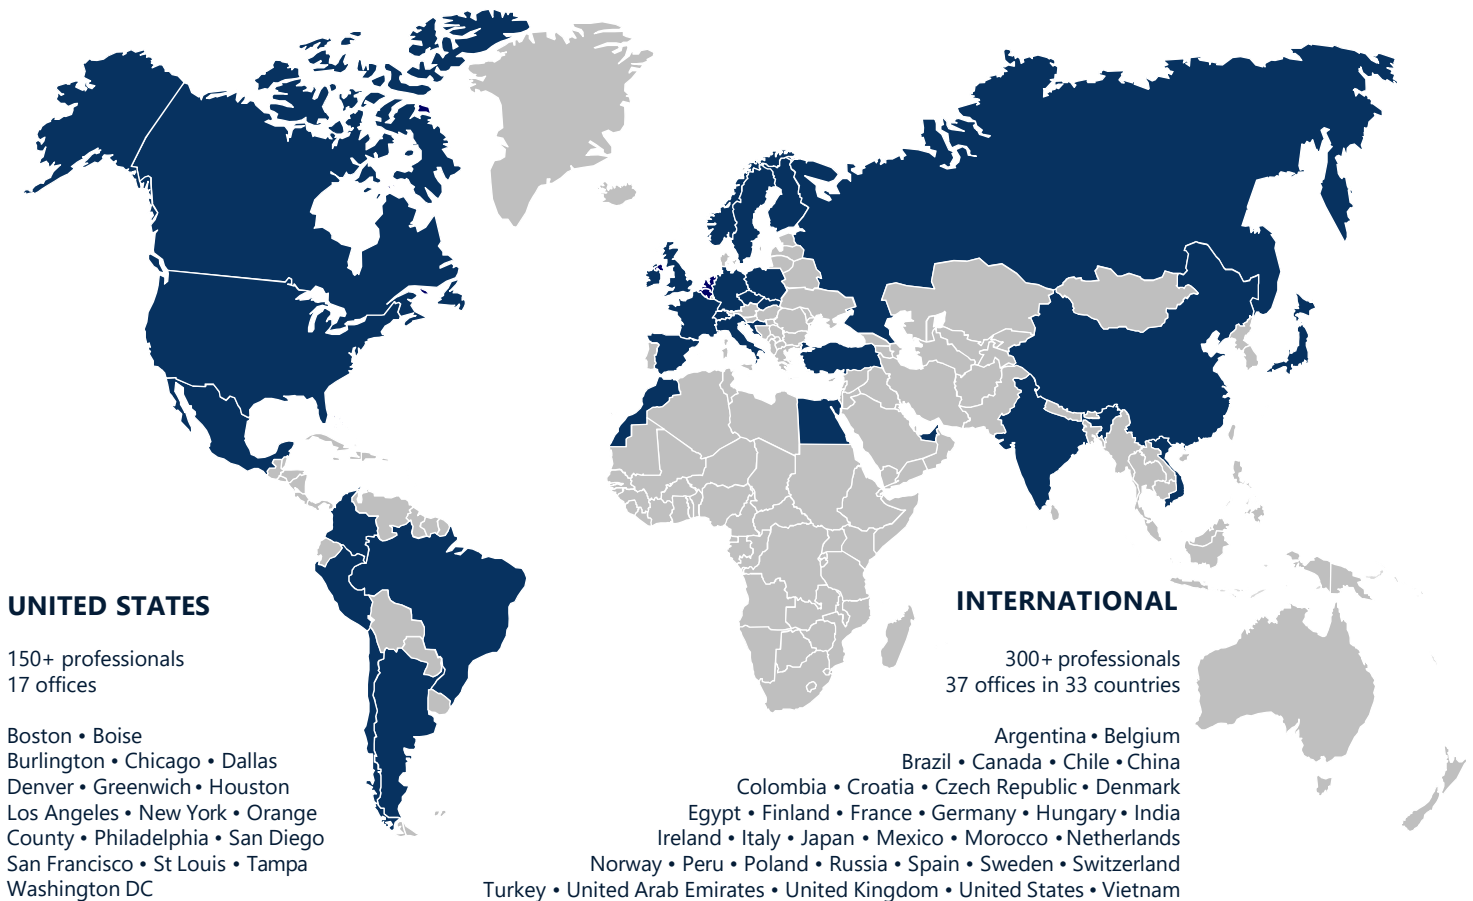 UNITED STATES
150+ professionals
17 offices
Boston • Boise
Burlington • Chicago • Dallas
Denver • Greenwich • Houston
Los Angeles • New York • Orange
County • Philadelphia • San Diego
San Francisco • St Louis • Tampa
Washington DC
INTERNATIONAL
300+ professionals
37 offices in 33 countries
Argentina • Belgium
Brazil • Canada • Chile • China
Colombia • Croatia • Czech Republic • Denmark
Egypt • Finland • France • Germany • Hungary • India
Ireland • Italy • Japan • Mexico • Morocco • Netherlands
Norway • Peru • Poland • Russia • Spain • Sweden • Switzerland
Turkey • United Arab Emirates • United Kingdom • United States • Vietnam